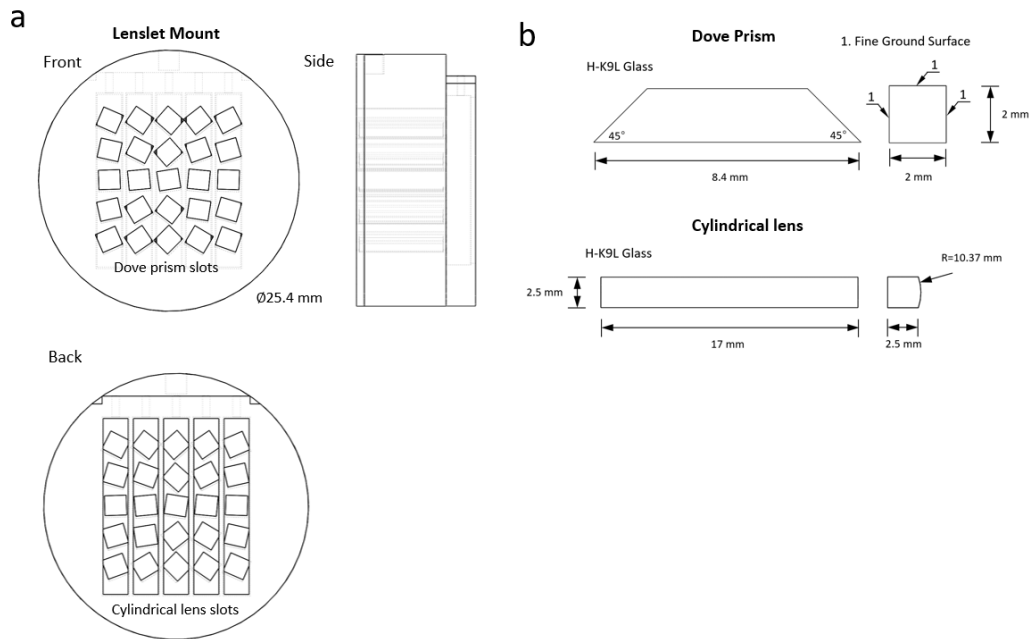 a
Lenslet Mount
Front
Side
Dove prism slots
Ø25.4 mm
Back
Cylindrical lens slots
b
Dove Prism
1. Fine Ground Surface
H-K9L Glass
1
1
1
45°
45°
2 mm
8.4 mm
2 mm
Cylindrical lens
H-K9L Glass
R=10.37 mm
2.5 mm
17 mm
2.5 mm